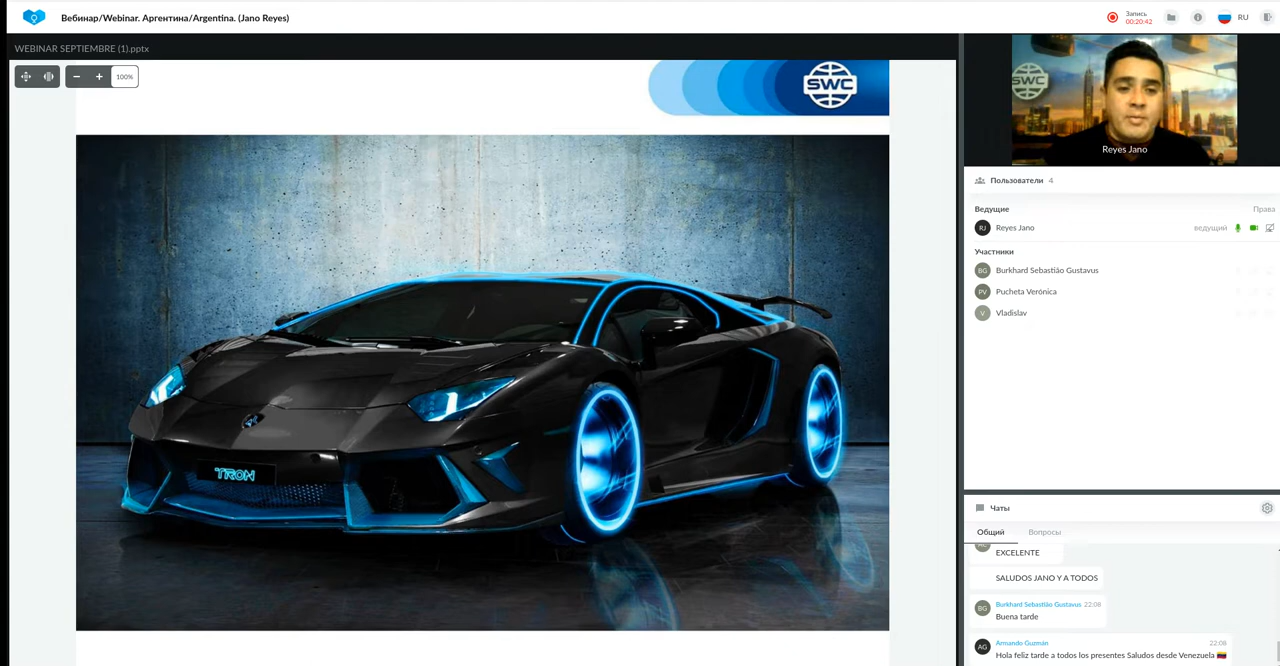 Вебинар/Webinar. Аргентина/Argentina. (Jano Reyes)
Запись
00:20:42
RU
WEBINAR SEPTIEMBRE (1).pptx
100%
SWC
TRON
SWC
Reyes Jano
Пользователи 4
Ведущие Права
RJ Reyes Jano ведущий
Участники
BG Burkhard Sebastião Gustavus
PV Pucheta Verónica
V Vladislav
Чаты
Общий Вопросы
EXCELENTE
SALUDOS JANO Y A TODOS
BG Burkhard Sebastião Gustavus 22:08
Buena tarde
AG Armando Guzmán 22:08
Hola feliz tarde a todos los presentes Saludos desde Venezuela 🇻🇪